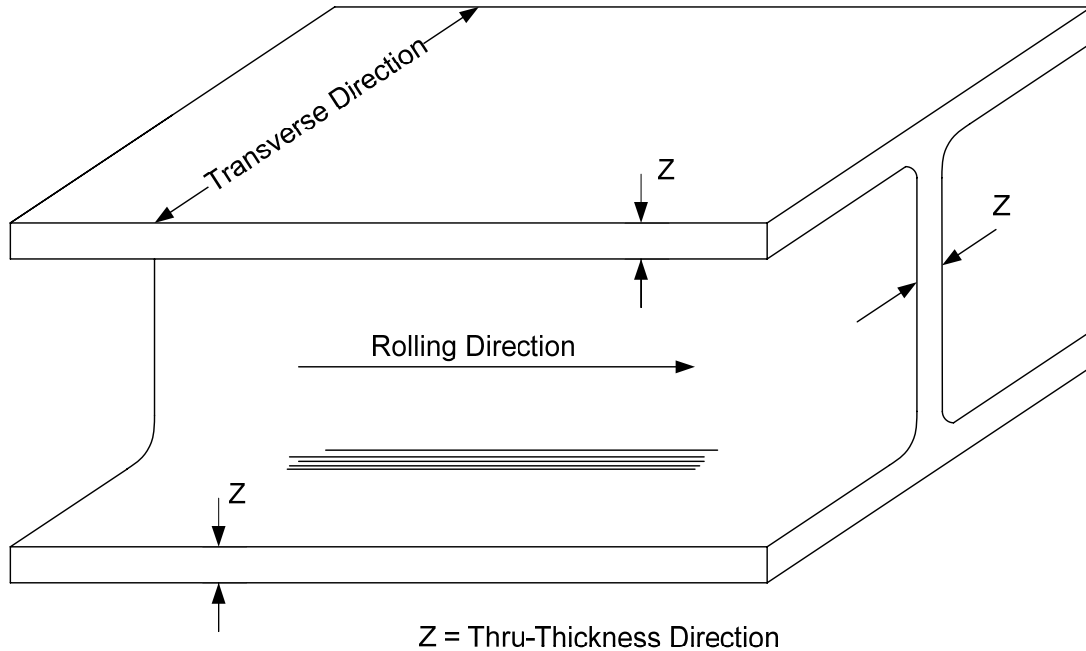 Transverse Direction
Z
Z
Rolling Direction
Z
Z = Thru-Thickness Direction